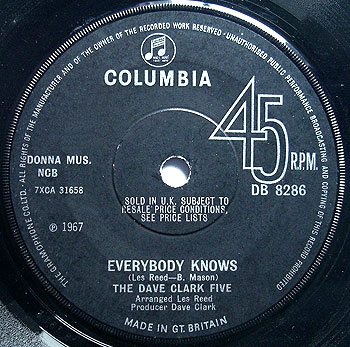 ALL RIGHTS OF THE MANUFACTURER AND OF THE OWNER OF THE RECORDED WORK RESERVED · UNAUTHORISED PUBLIC PERFORMANCE BROADCASTING AND COPYING OF THIS RECORD PROHIBITED
THE GRAMOPHONE CO. LTD.
COLUMBIA
45
R.P.M.
DONNA MUS.
NCB
DB 8286
7XCA 31658
SOLD IN U.K. SUBJECT TO
RESALE PRICE CONDITIONS,
SEE PRICE LISTS
℗ 1967
EVERYBODY KNOWS
(Les Reed—B. Mason)
THE DAVE CLARK FIVE
Arranged Les Reed
Producer Dave Clark
MADE IN GT. BRITAIN